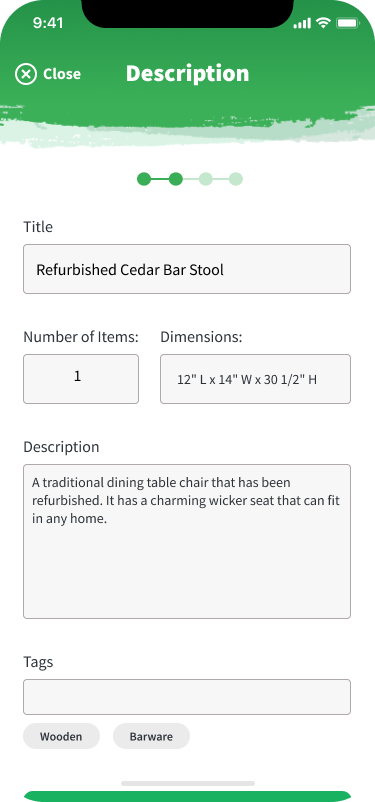 9:41
Close
Description
Title
Refurbished Cedar Bar Stool
Number of Items: Dimensions:
1 12" L x 14" W x 30 1/2" H
Description
A traditional dining table chair that has been
refurbished. It has a charming wicker seat that can fit
in any home.
Tags
Wooden Barware